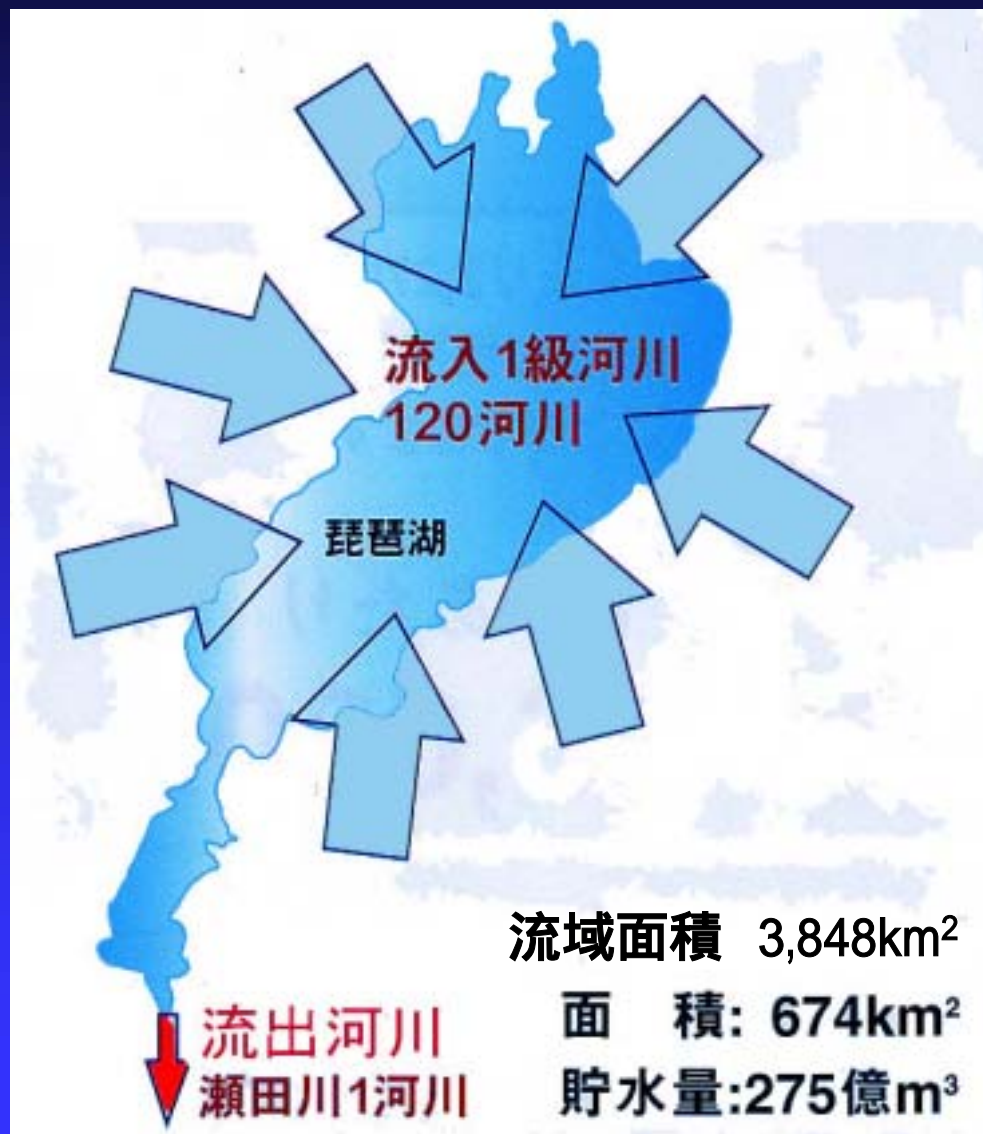 流入1級河川
120河川
琵琶湖
流域面積 3,848km²
面 積: 674km²
貯水量:275億m³
流出河川
瀬田川1河川